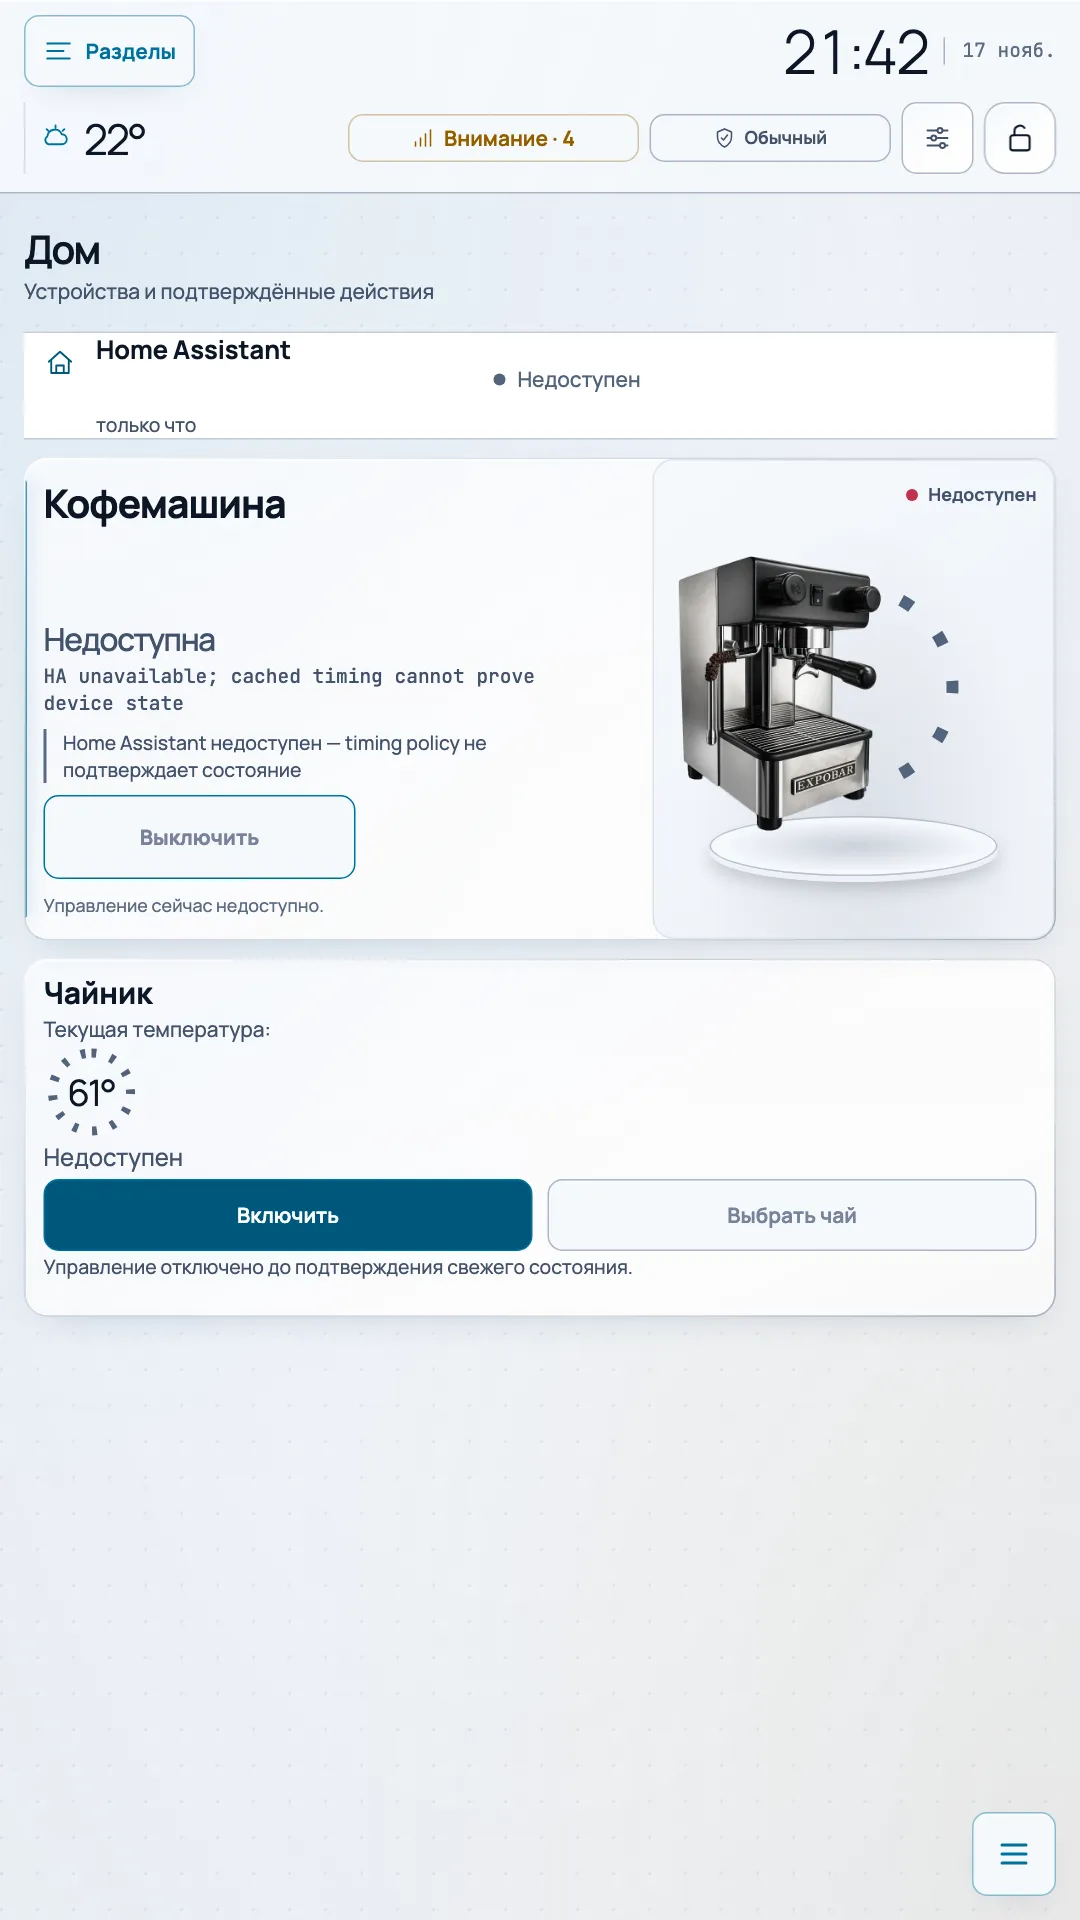 Разделы
21:42
17 нояб.
22°
Внимание · 4
Обычный
Дом
Устройства и подтверждённые действия
Home Assistant
Недоступен
только что
Кофемашина
Недоступен
Недоступна
HA unavailable; cached timing cannot prove
device state
Home Assistant недоступен — timing policy не
подтверждает состояние
EXPOBAR
Выключить
Управление сейчас недоступно.
Чайник
Текущая температура:
61°
Недоступен
Включить
Выбрать чай
Управление отключено до подтверждения свежего состояния.